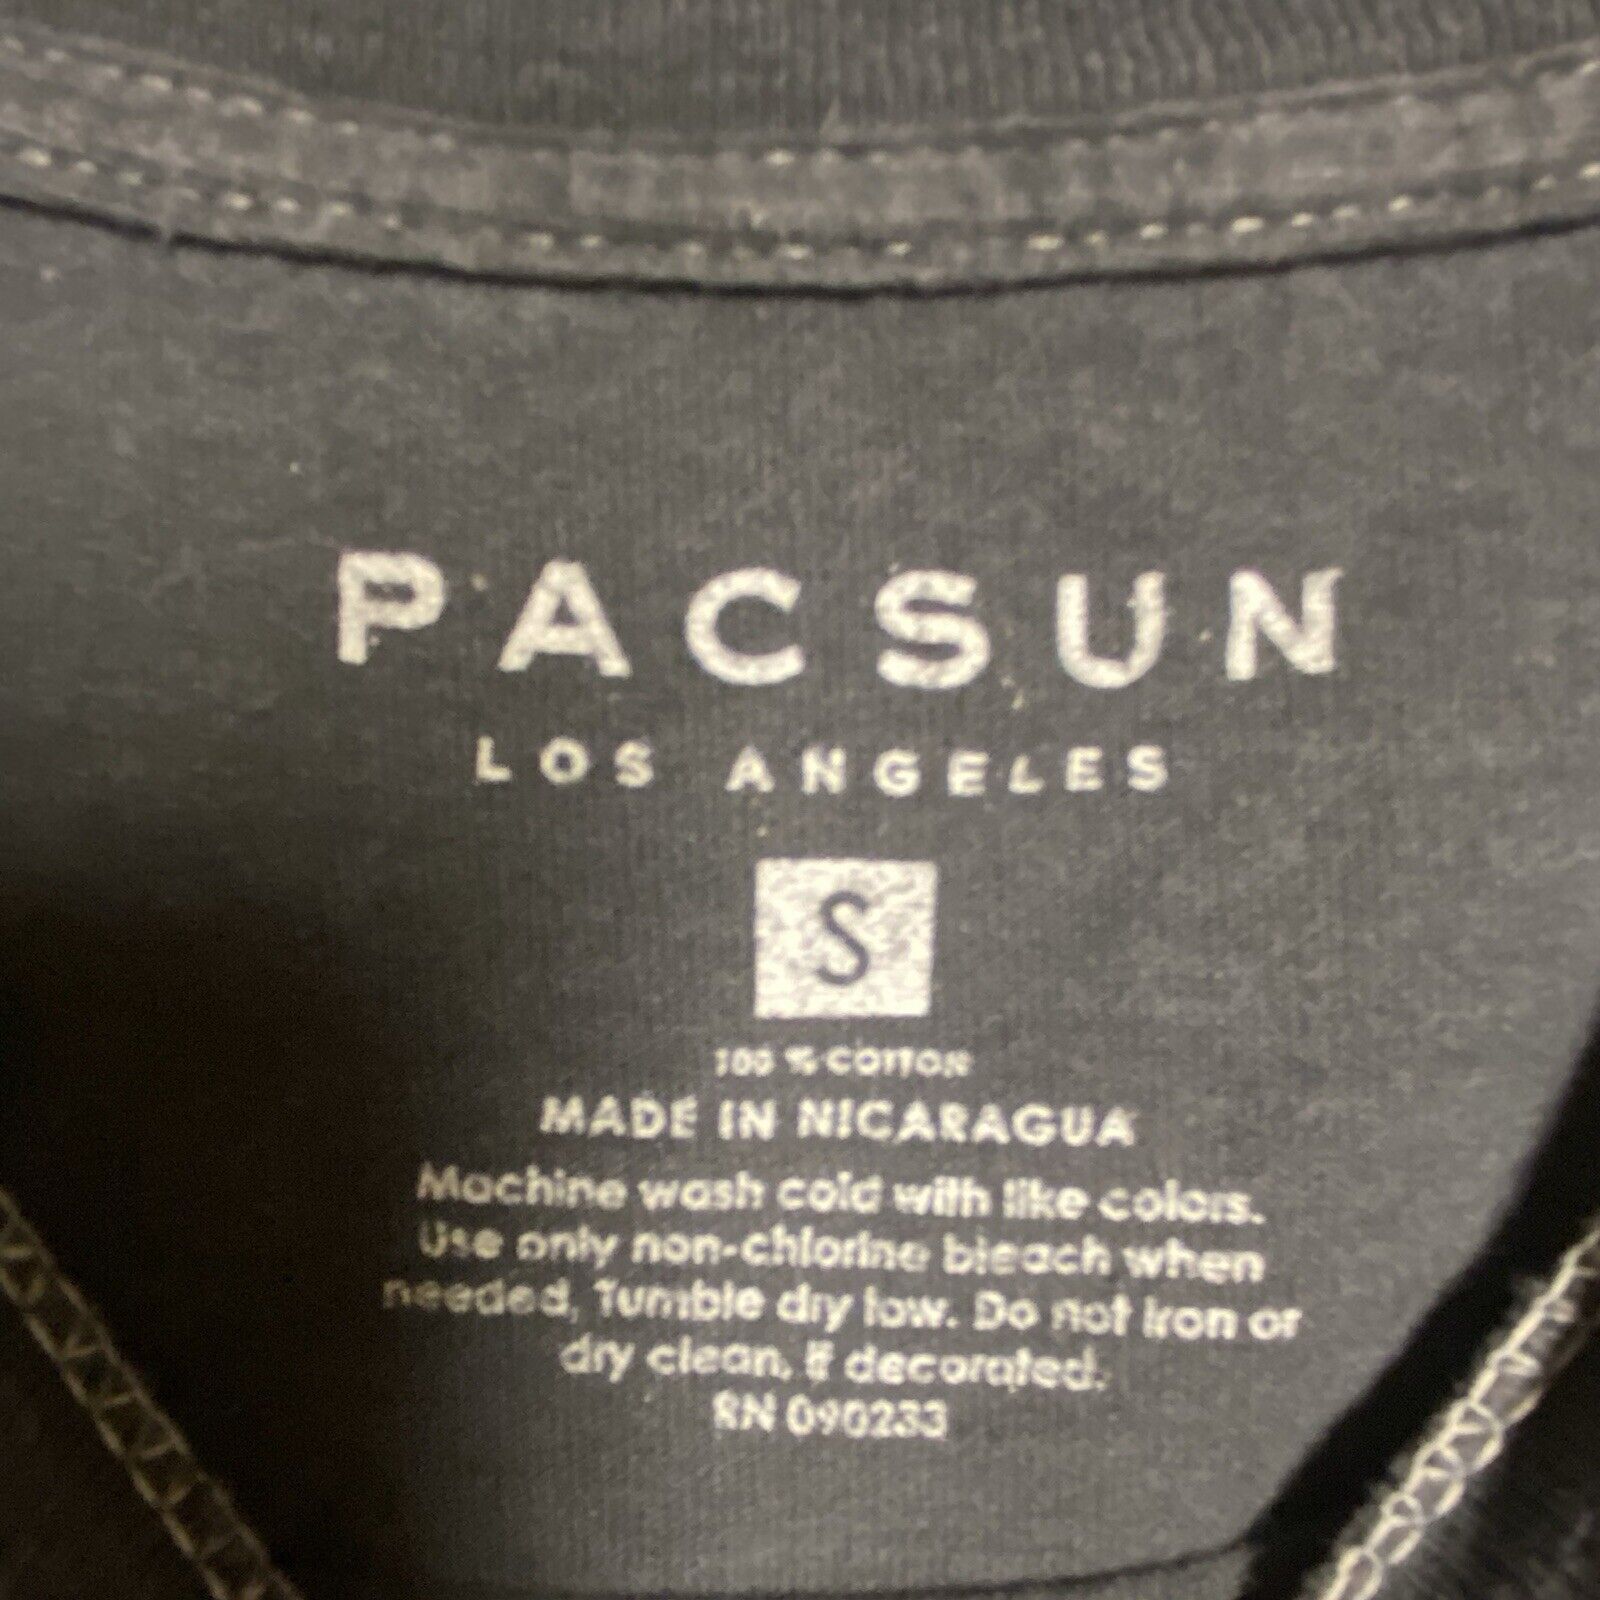 PACSUN
LOS ANGELES
S
100 % COTTON
MADE IN NICARAGUA
Machine wash cold with like colors.
Use only non-chlorine bleach when
needed, Tumble dry low. Do not Iron or
dry clean. If decorated.
RN 090233